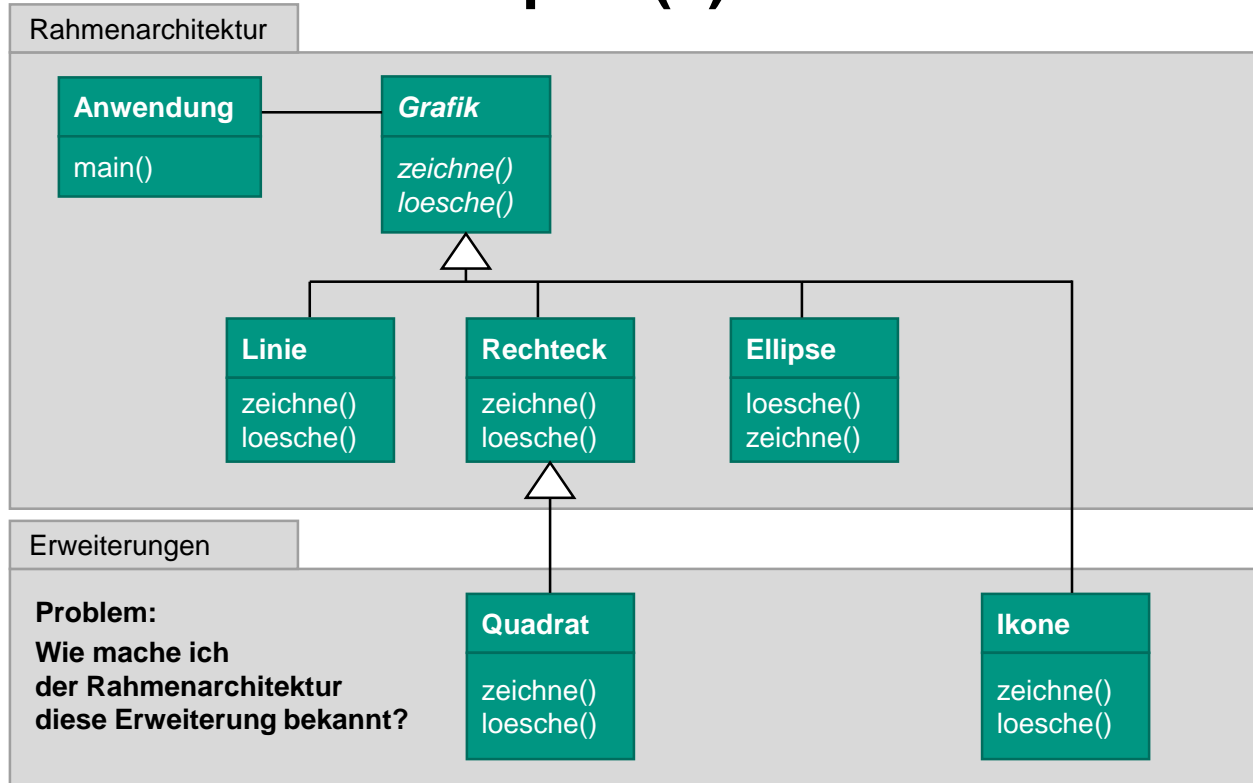 Rahmenarchitektur
Anwendung
main()
Grafik
zeichne()
loesche()
Linie
zeichne()
loesche()
Rechteck
zeichne()
loesche()
Ellipse
loesche()
zeichne()
Erweiterungen
Problem:
Wie mache ich
der Rahmenarchitektur
diese Erweiterung bekannt?
Quadrat
zeichne()
loesche()
Ikone
zeichne()
loesche()